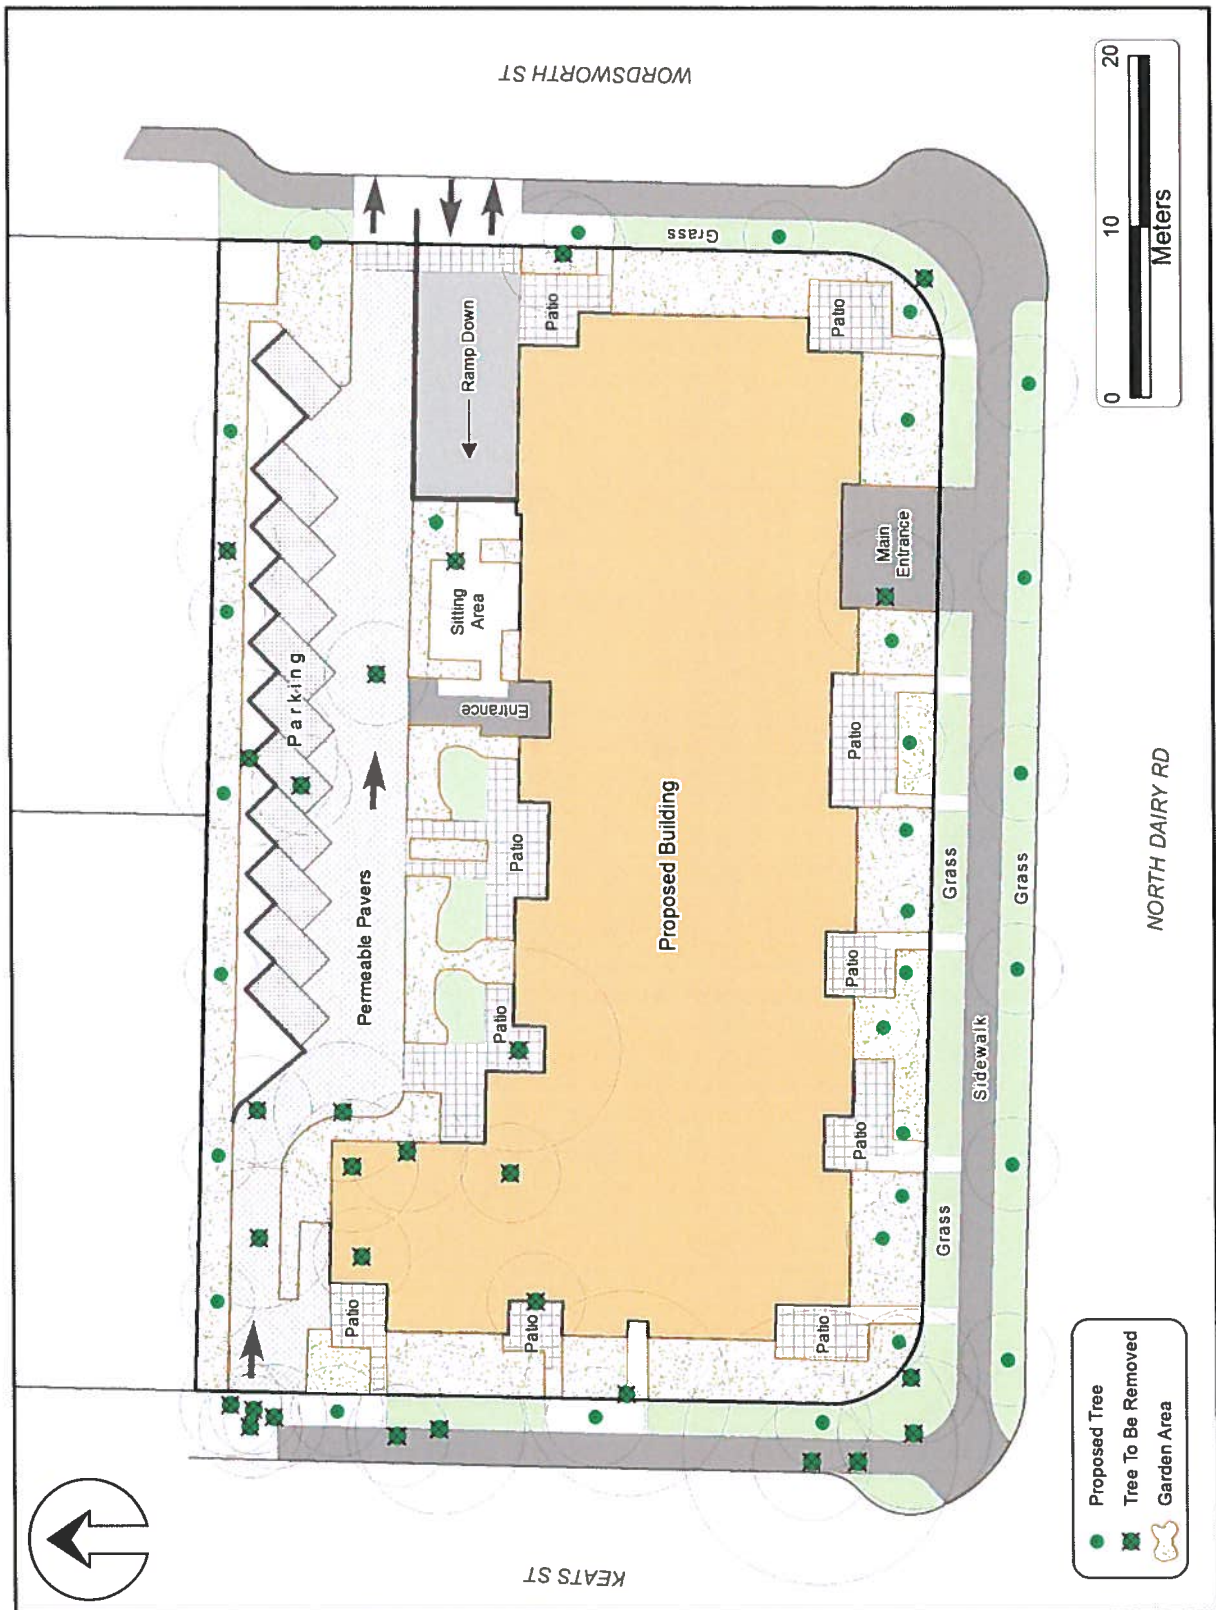 WORDSWORTH ST
Grass
Patio
Ramp Down
Patio
Main
Entrance
Sitting
Area
Entrance
Parking
Permeable Pavers
Patio
Patio
Patio
Patio
Patio
Proposed Building
Grass
Grass
Sidewalk
Grass
Patio
Patio
Patio
NORTH DAIRY RD
KEATS ST
0 10 20
Meters
Proposed Tree
Tree To Be Removed
Garden Area